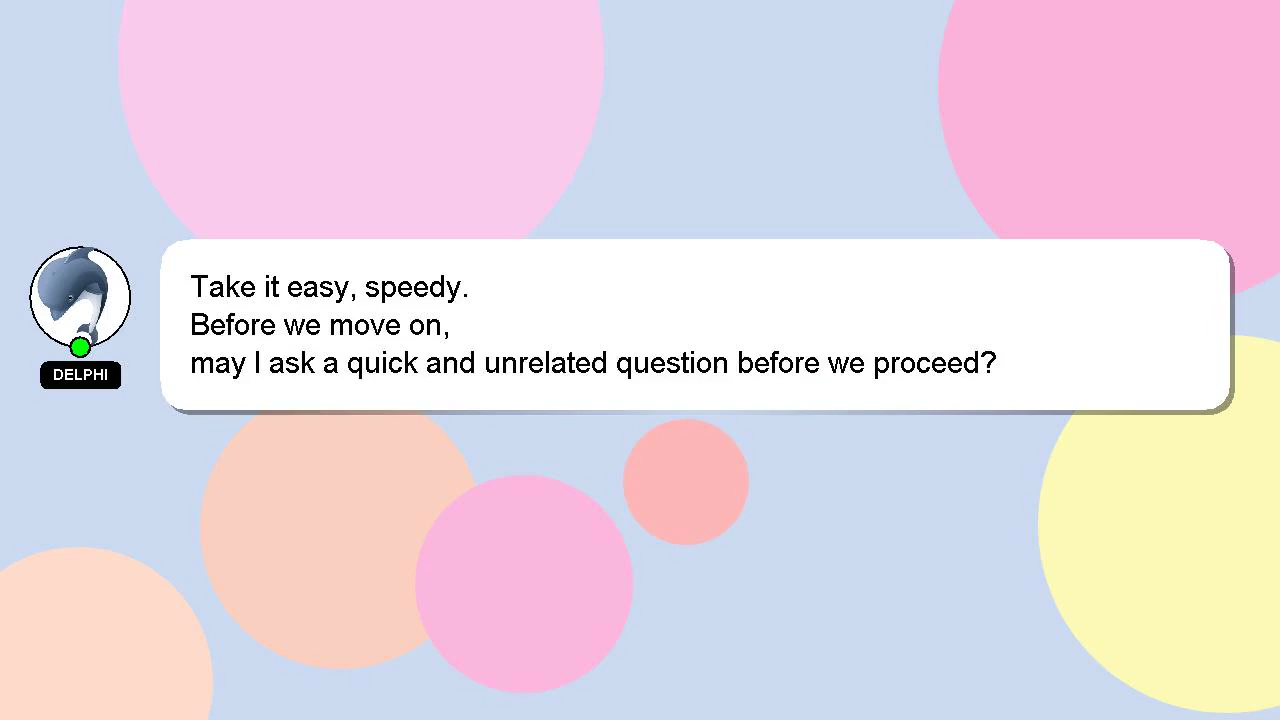 Take it easy, speedy.
Before we move on,
may I ask a quick and unrelated question before we proceed?
DELPHI